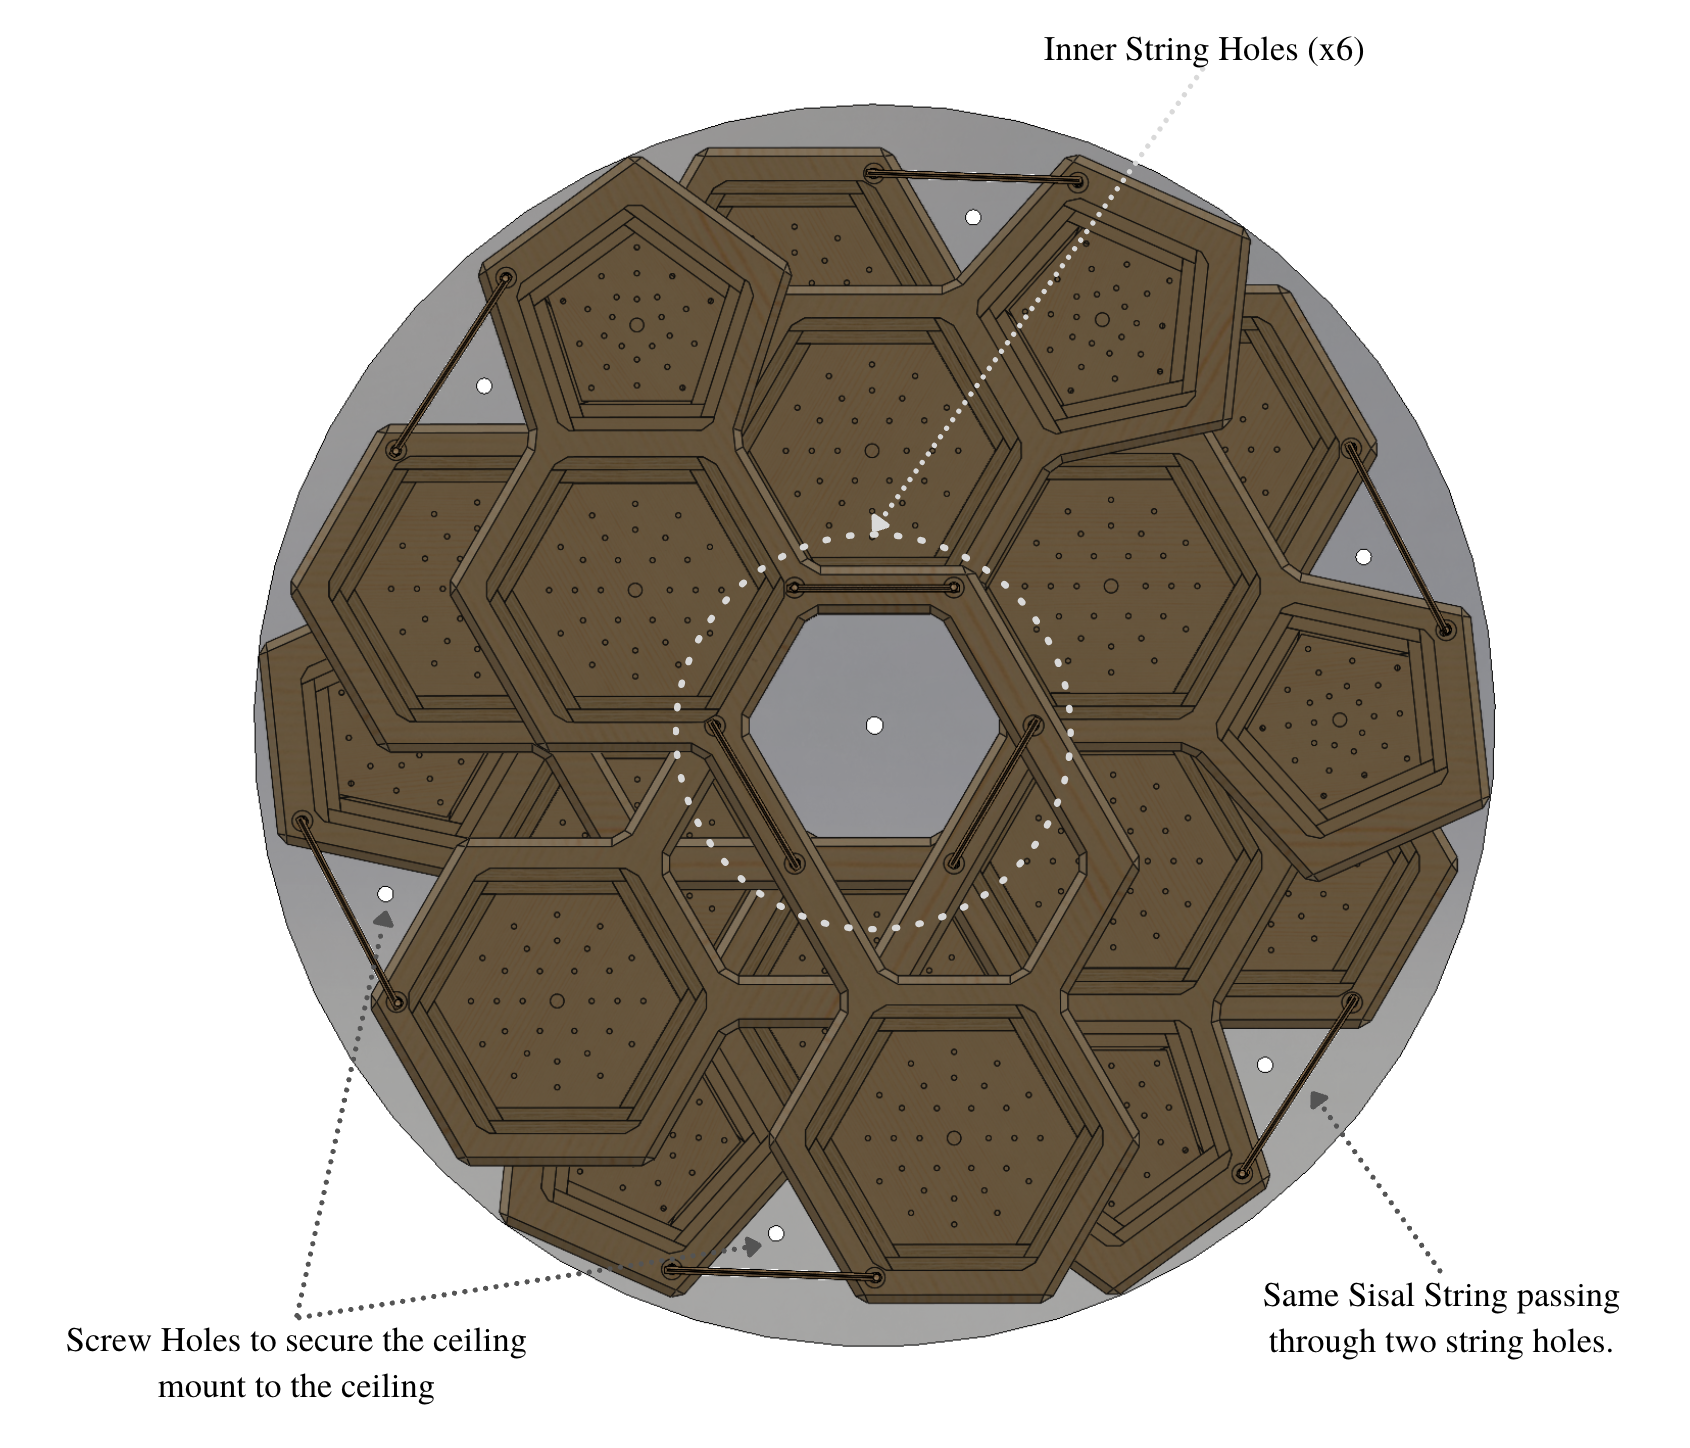 Inner String Holes (x6)
Screw Holes to secure the ceiling
mount to the ceiling
Same Sisal String passing
through two string holes.